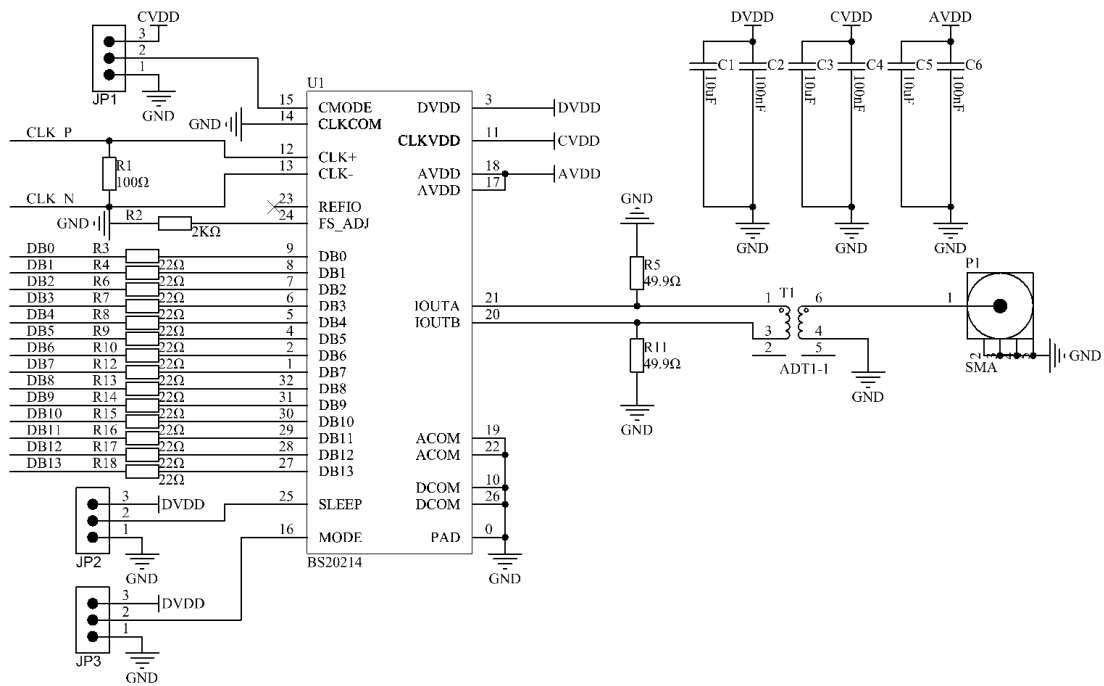 CVDD
3
2
1
JP1
GND
DVDD CVDD AVDD
C1 C2 C3 C4 C5 C6
10uF 100nF 10uF 100nF 10uF 100nF
GND GND GND
U1
15 CMODE DVDD 3 DVDD
GND 14 CLKCOM
CLK_P
CLKVDD 11 CVDD
12 CLK+
R1 13 CLK- AVDD 18 AVDD
100Ω AVDD 17
CLK_N 23 REFIO
GND R2 24 FS_ADJ
2KΩ
GND
DB0 R3 9 DB0
DB1 R4 22Ω 8 DB1
DB2 R6 22Ω 7 DB2
DB3 R7 22Ω 6 DB3
DB4 R8 22Ω 5 DB4
DB5 R9 22Ω 4 DB5
DB6 R10 22Ω 2 DB6
DB7 R12 22Ω 1 DB7
DB8 R13 22Ω 32 DB8
DB9 R14 22Ω 31 DB9
DB10 R15 22Ω 30 DB10
DB11 R16 22Ω 29 DB11
DB12 R17 22Ω 28 DB12
DB13 R18 22Ω 27 DB13
22Ω
R5
49.9Ω
IOUTA 21
IOUTB 20
R11
49.9Ω
GND
T1
1 6
3 4
2 5
ADT1-1
GND
P1
1
2 3 4 5
SMA
GND
ACOM 19
ACOM 22
DCOM 10
DCOM 26
PAD 0
GND
3 DVDD
2
1
JP2
GND
25 SLEEP
16 MODE
BS20214
3 DVDD
2
1
JP3
GND